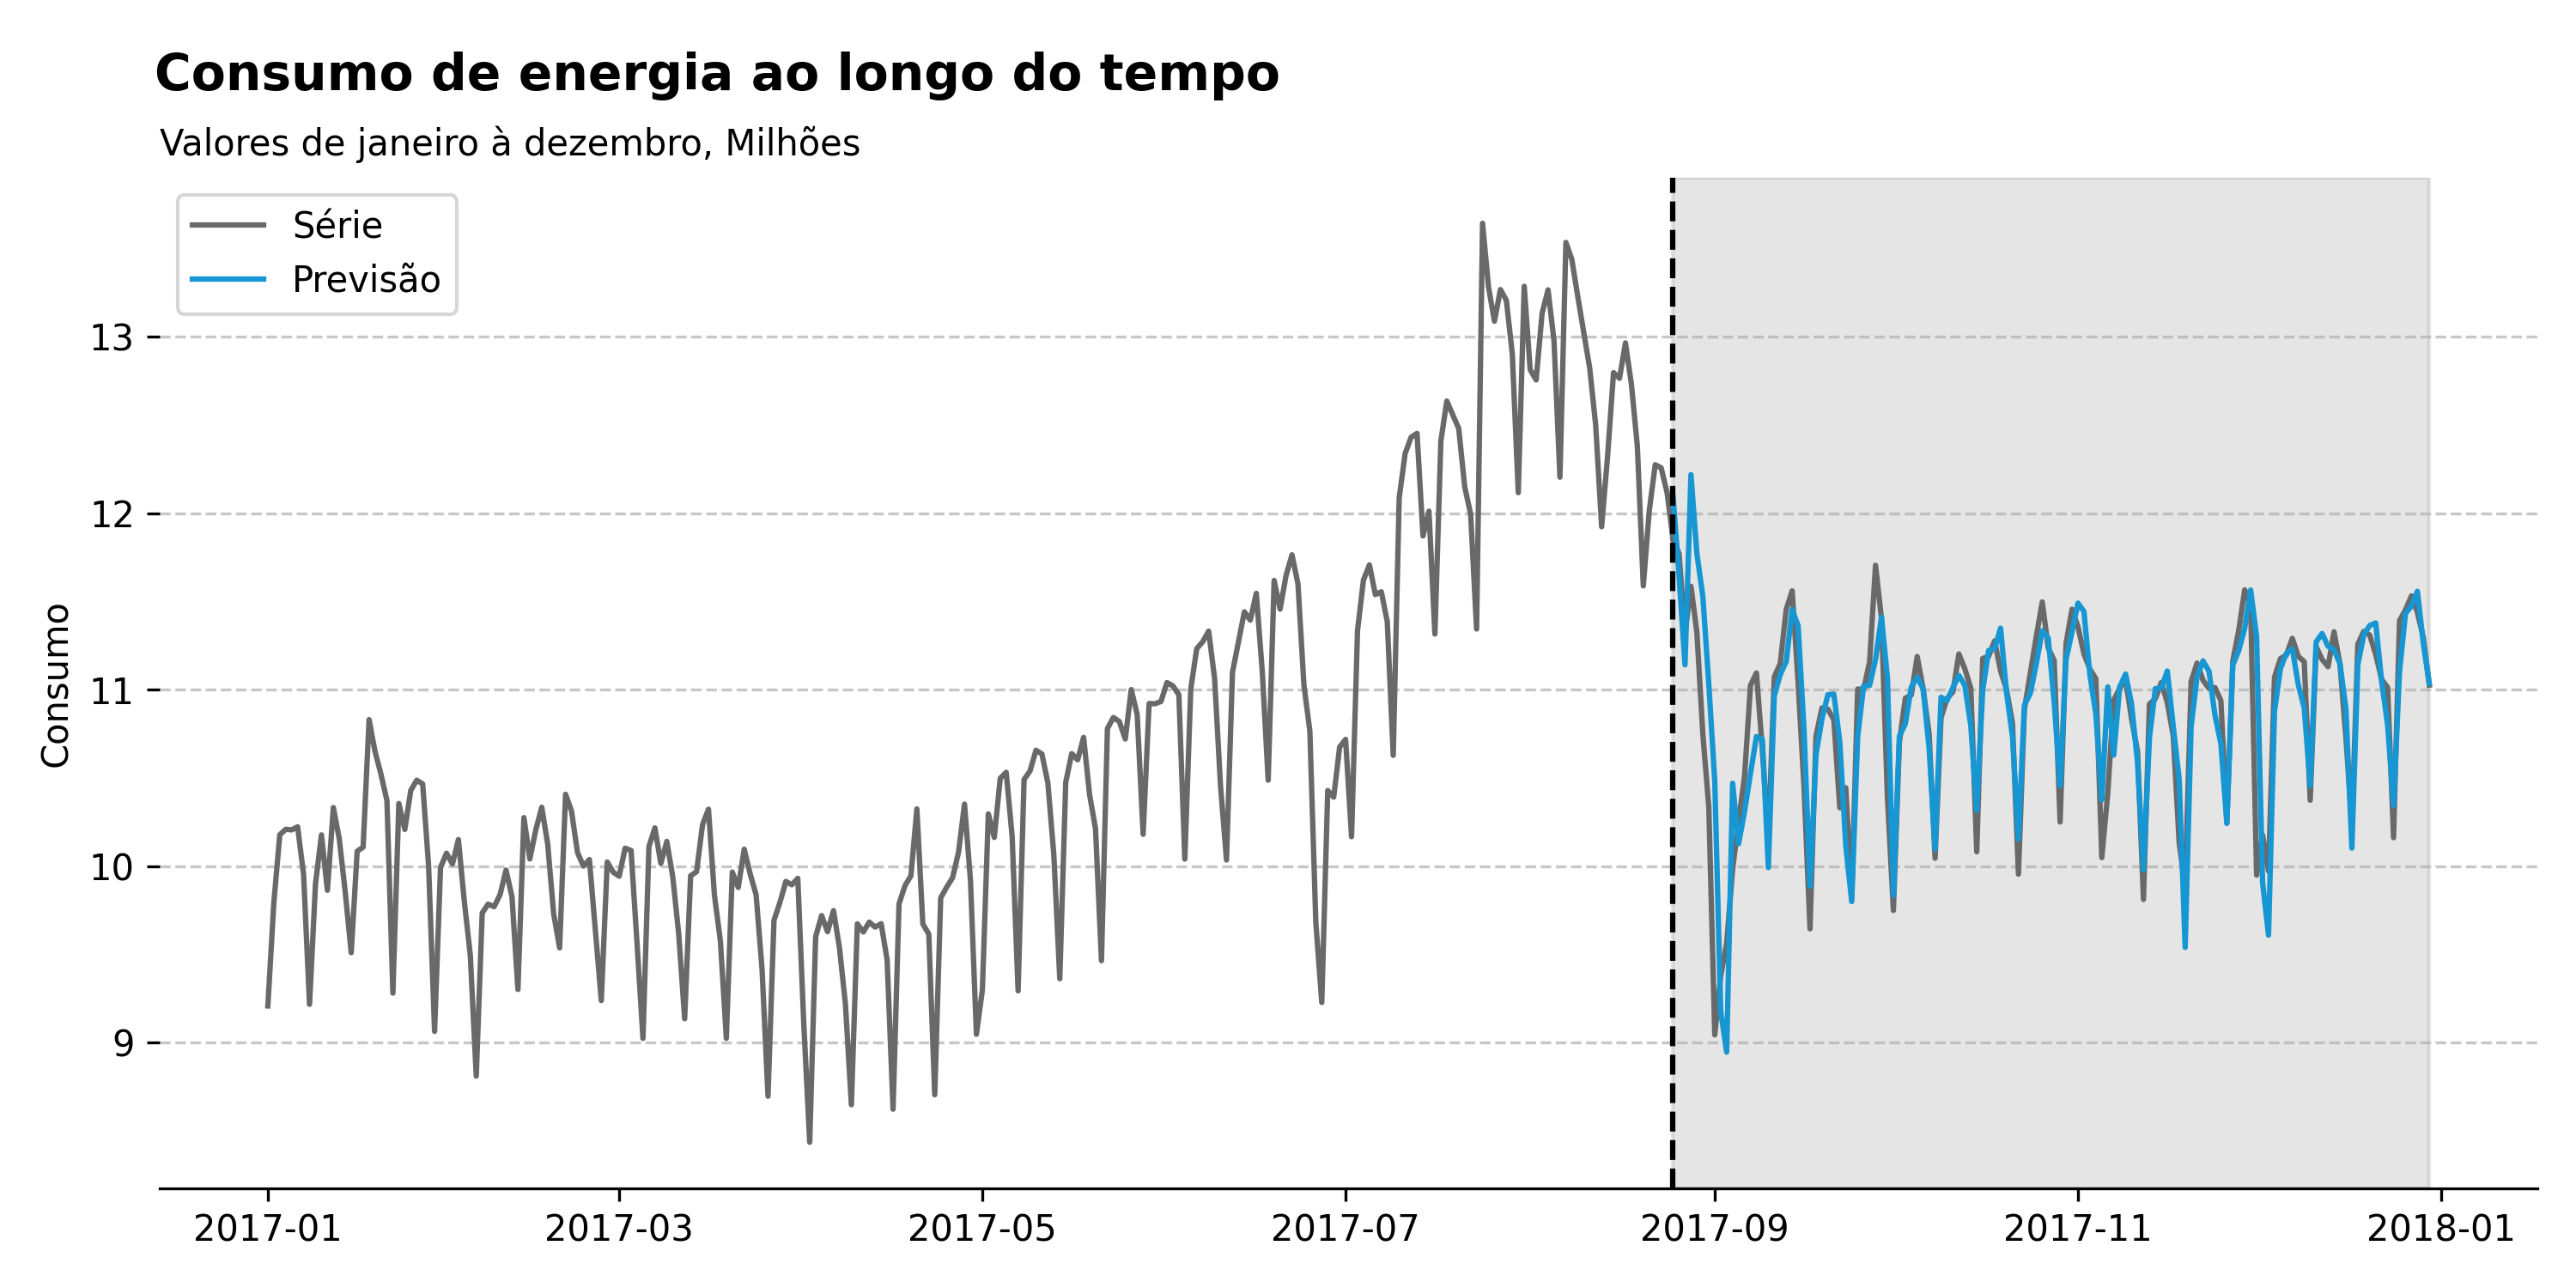 Consumo de energia ao longo do tempo
Valores de janeiro à dezembro, Milhões
Série
Previsão
13
12
11
10
9
Consumo
2017-01
2017-03
2017-05
2017-07
2017-09
2017-11
2018-01